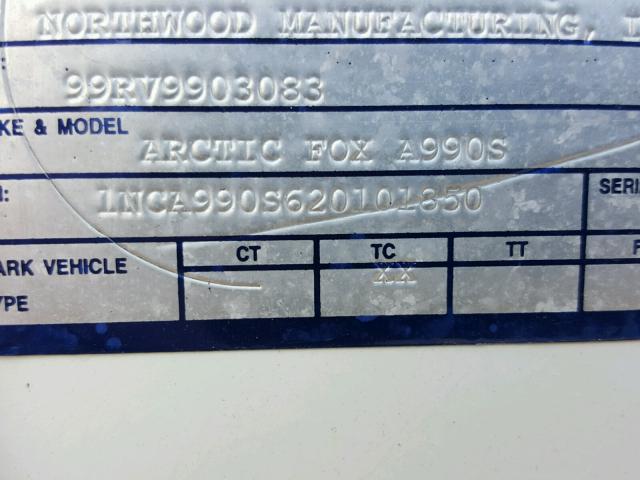 NORTHWOOD MANUFACTURING, I
99RV9903083
KE & MODEL ARCTIC FOX A990S
: 1NCA990S620101850 SERI
CT TC TT
ARK VEHICLE XX
YPE